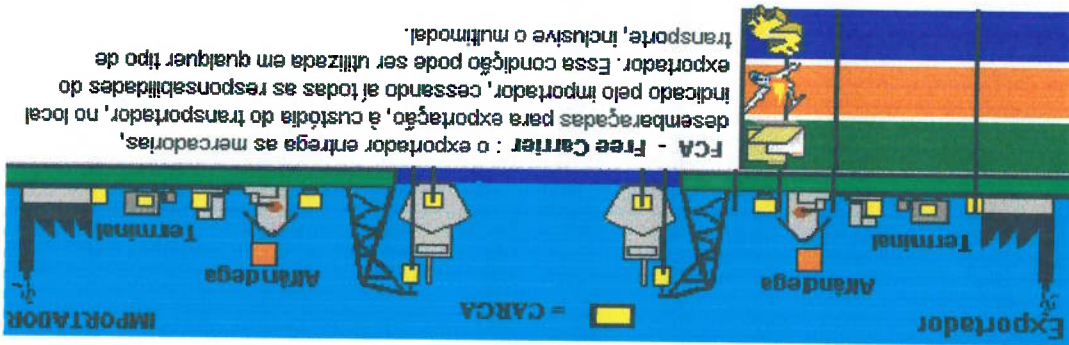 Exportador
= CARGA
IMPORTADOR
Alfândega
Alfândega
Terminal
Terminal
FCA - Free Carrier : o exportador entrega as mercadorias,
desembaraçadas para exportação, à custódia do transportador, no local
indicado pelo importador, cessando aí todas as responsabilidades do
exportador. Essa condição pode ser utilizada em qualquer tipo de
transporte, inclusive o multimodal.